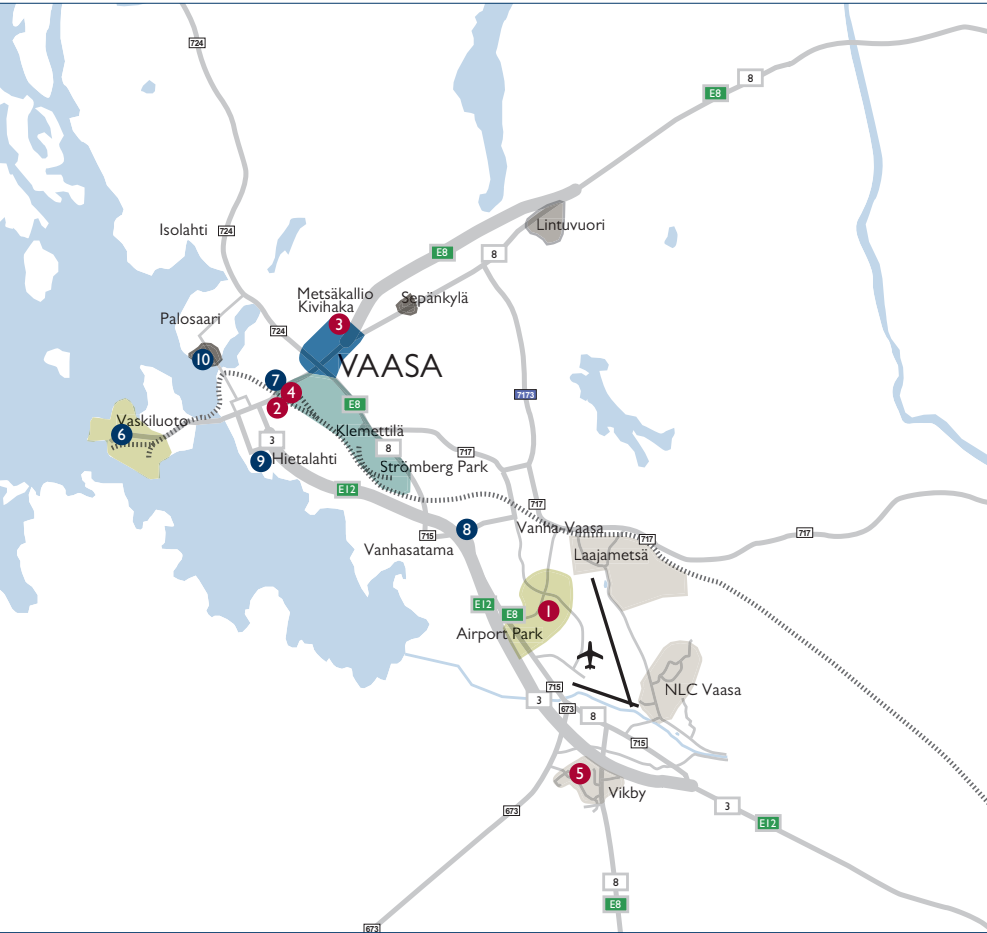 724
8
E8
Isolahti
724
Lintuvuori
E8
8
Metsäkallio
Kivihaka
Sepänkylä
Palosaari
3
724
10
VAASA
7
4
2
E8
7173
Vaskiluoto
6
Klemettilä
3
8
717
9
Hietalahti
Strömberg Park
E12
717
8
Vanha Vaasa
717
717
715
Vanhasatama
Laajametsä
E12
E8
1
Airport Park
715
NLC Vaasa
3
673
8
715
5
Vikby
3
673
E12
8
E8
673